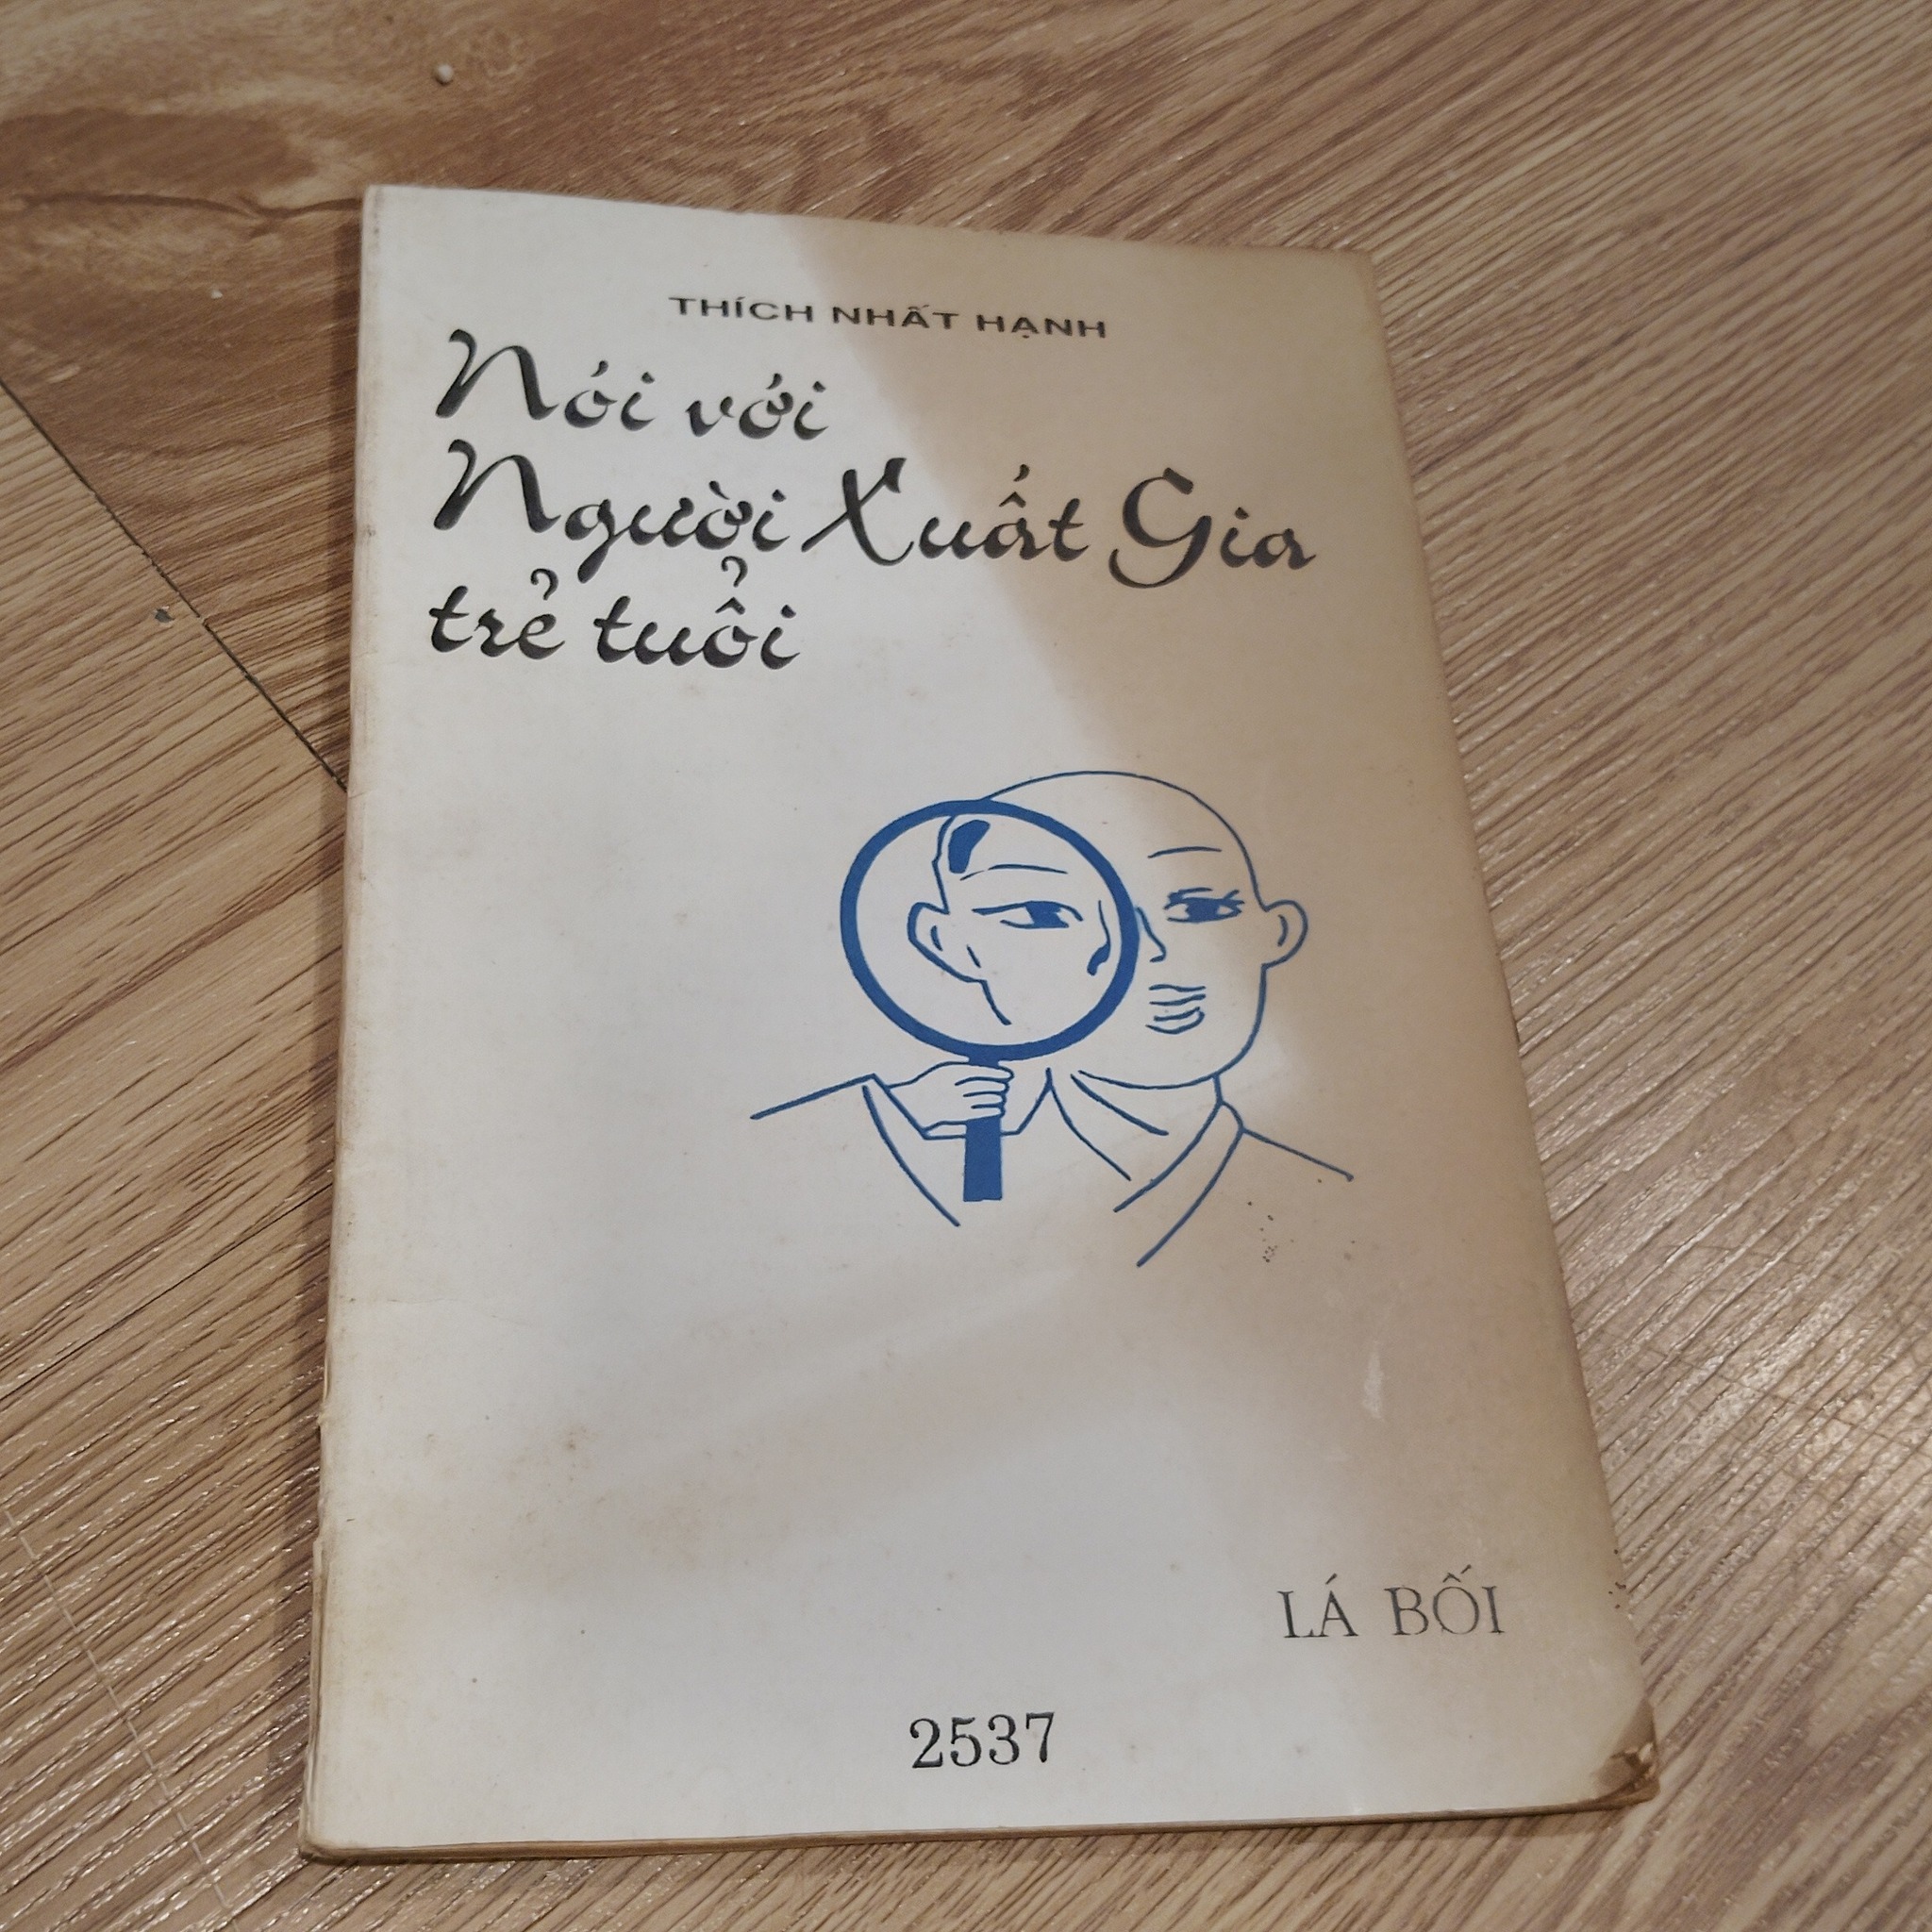 THÍCH NHẤT HẠNH
Nói với
Người Xuất Gia
trẻ tuổi
LÁ BỐI
2537